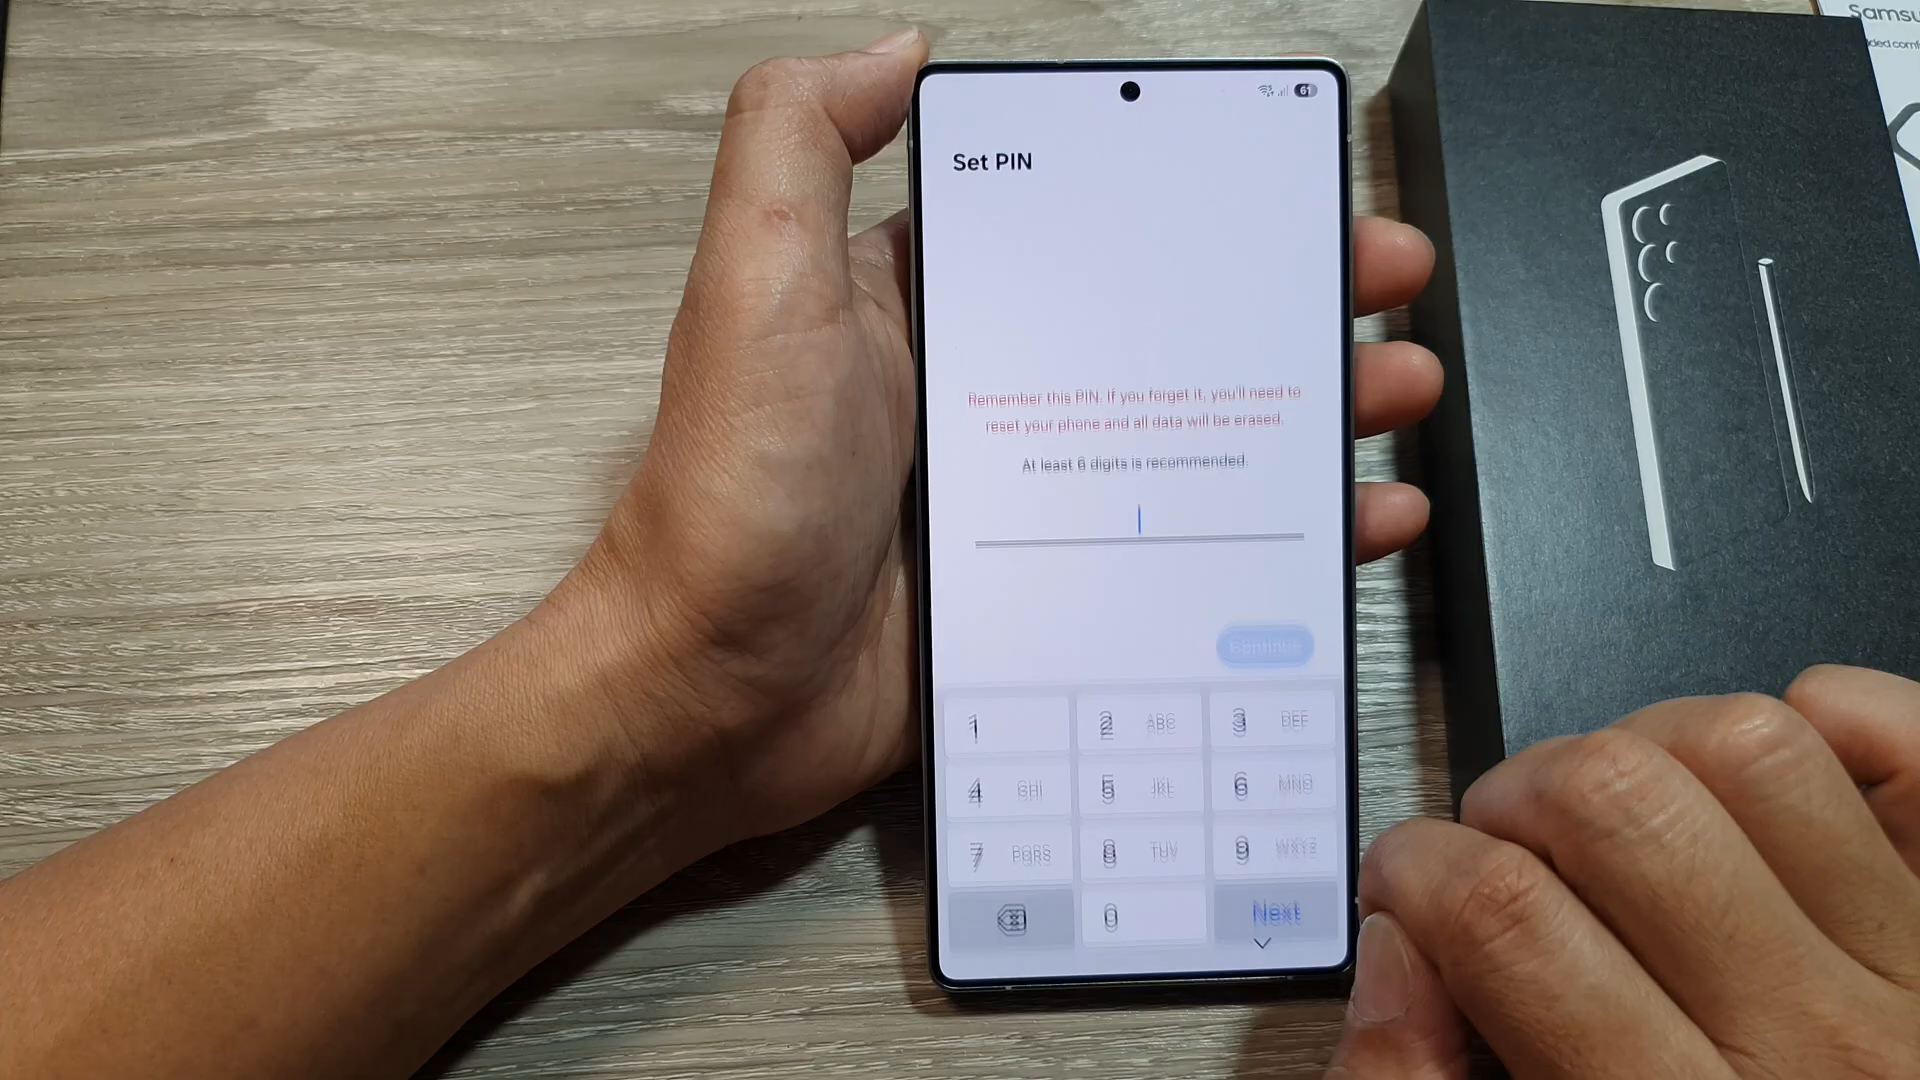 61
Set PIN
Remember this PIN. If you forget it, you'll need to
reset your phone and all data will be erased.
At least 6 digits is recommended.
Continue
1
2 ABC
3 DEF
4 GHI
5 JKL
6 MNO
7 PQRS
8 TUV
9 WXYZ
0
Next